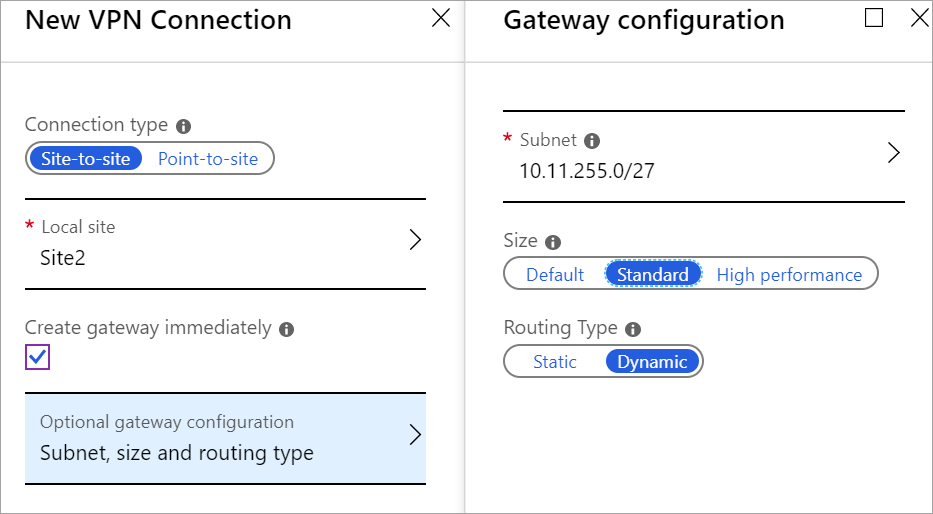 New VPN Connection
Connection type
Site-to-site Point-to-site
* Local site
Site2
Create gateway immediately
Optional gateway configuration
Subnet, size and routing type
Gateway configuration
* Subnet
10.11.255.0/27
Size
Default Standard High performance
Routing Type
Static Dynamic